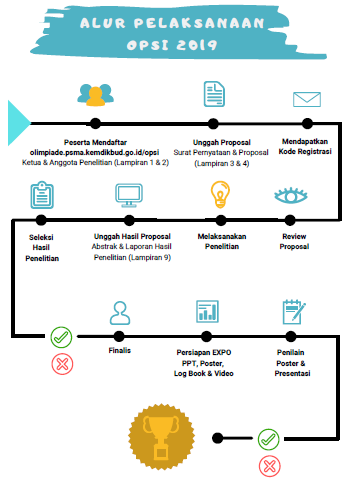 ALUR PELAKSANAAN
OPSI 2019
Peserta Mendaftar
olimpiade.psma.kemdikbud.go.id/opsi
Ketua & Anggota Penelitian (Lampiran 1 & 2)
Unggah Proposal
Surat Pernyataan & Proposal
(Lampiran 3 & 4)
Mendapatkan
Kode Registrasi
Seleksi
Hasil
Penelitian
Unggah Hasil Proposal
Abstrak & Laporan Hasil
Penelitian (Lampiran 9)
Melaksanakan
Penelitian
Review
Proposal
Finalis
Persiapan EXPO
PPT, Poster,
Log Book & Video
Penilain
Poster &
Presentasi